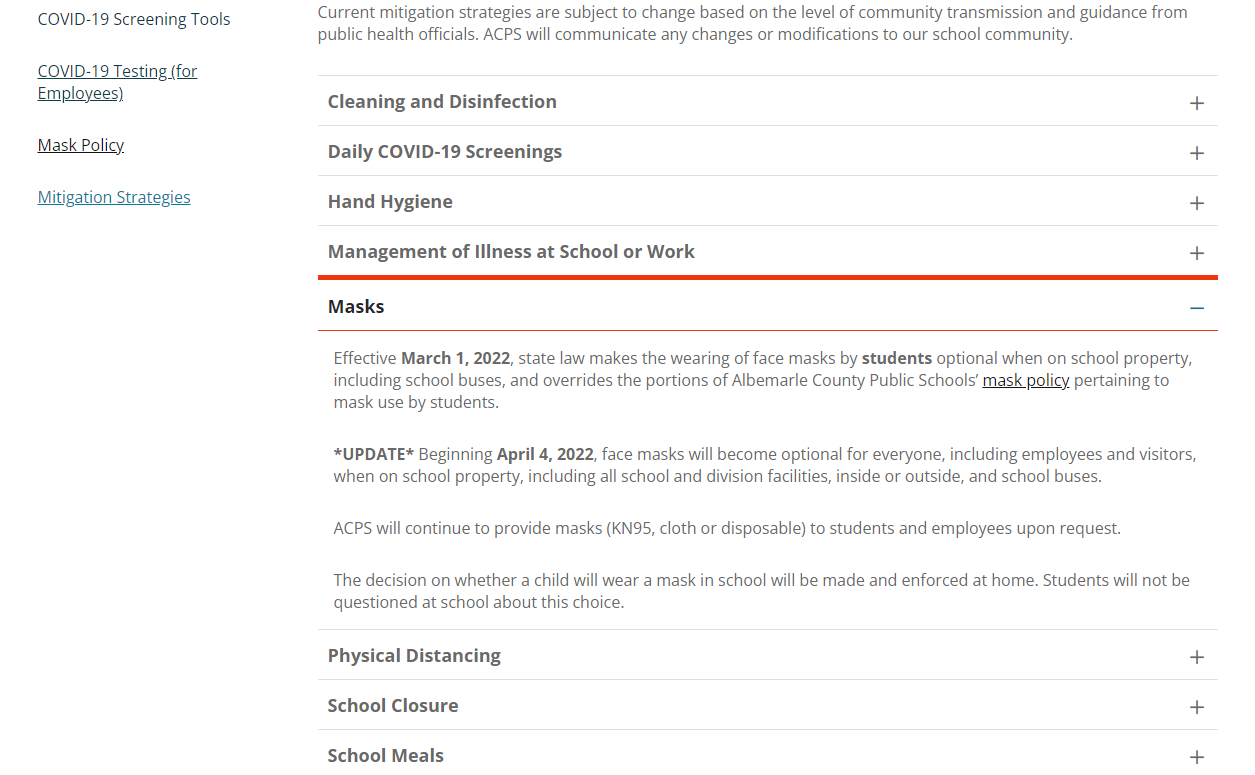 COVID-19 Screening Tools
COVID-19 Testing (for
Employees)
Mask Policy
Mitigation Strategies
Current mitigation strategies are subject to change based on the level of community transmission and guidance from
public health officials. ACPS will communicate any changes or modifications to our school community.
Cleaning and Disinfection
Daily COVID-19 Screenings
Hand Hygiene
Management of Illness at School or Work
Masks
Effective March 1, 2022, state law makes the wearing of face masks by students optional when on school property,
including school buses, and overrides the portions of Albemarle County Public Schools’ mask policy pertaining to
mask use by students.
*UPDATE* Beginning April 4, 2022, face masks will become optional for everyone, including employees and visitors,
when on school property, including all school and division facilities, inside or outside, and school buses.
ACPS will continue to provide masks (KN95, cloth or disposable) to students and employees upon request.
The decision on whether a child will wear a mask in school will be made and enforced at home. Students will not be
questioned at school about this choice.
Physical Distancing
School Closure
School Meals